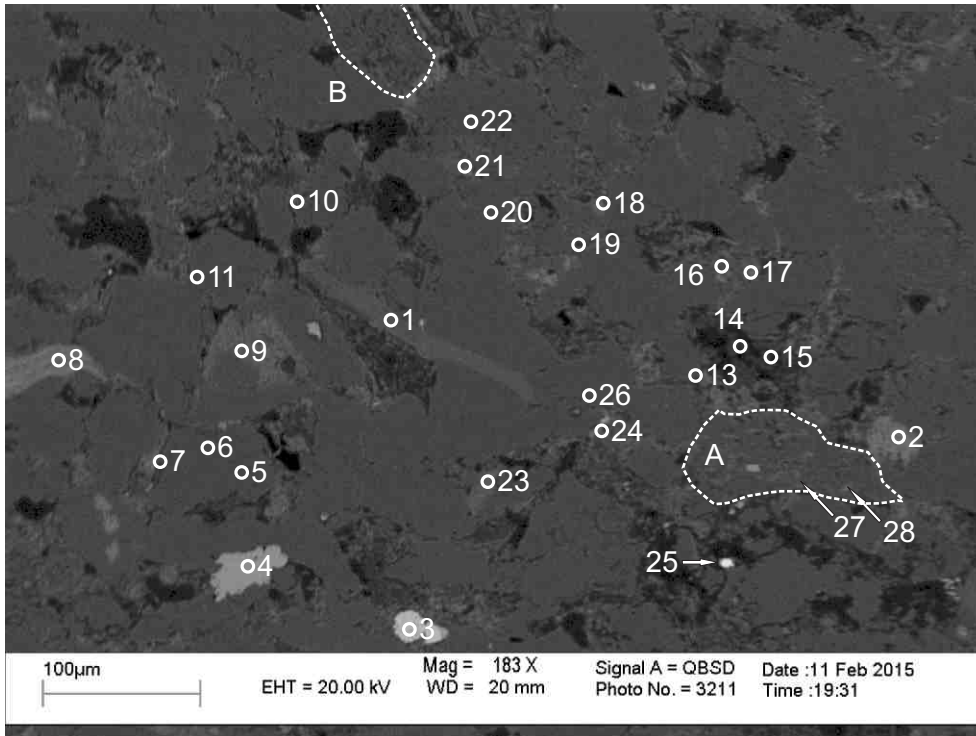 B
22
21
10
18
20
19
16
17
11
14
1
15
8
9
13
26
2
24
A
6
7
5
23
27
28
25
4
3
100µm
EHT = 20.00 kV
Mag = 183 X
WD = 20 mm
Signal A = QBSD
Photo No. = 3211
Date :11 Feb 2015
Time :19:31